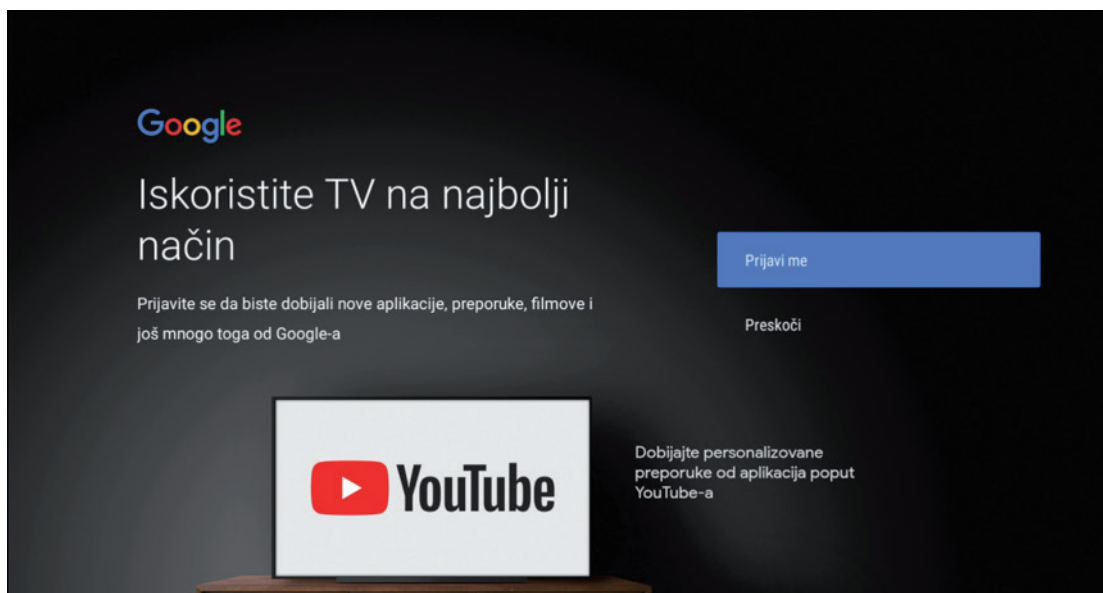 Google
Iskoristite TV na najbolji
način
Prijavite se da biste dobijali nove aplikacije, preporuke, filmove i
još mnogo toga od Google-a
Prijavi me
Preskoči
YouTube
Dobijajte personalizovane
preporuke od aplikacija poput
YouTube-a